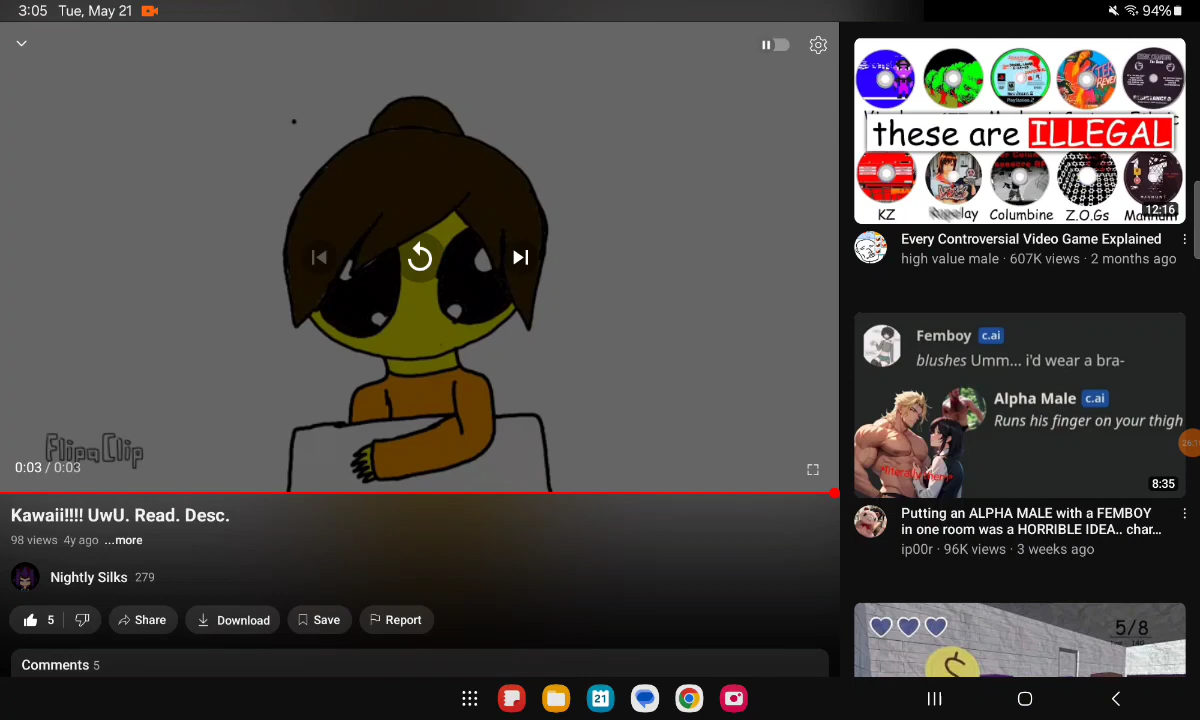 3:05 Tue, May 21
94%
FlipaClip
0:03 / 0:03
Kawaii!!!! UwU. Read. Desc.
98 views 4y ago ...more
Nightly Silks 279
5
Share
Download
Save
Report
Comments 5
these are ILLEGAL
PlayStation 2
KZ
Columbine
Z.O.Gs
12:16
Every Controversial Video Game Explained
high value male · 607K views · 2 months ago
Femboy c.ai
blushes Umm... i'd wear a bra-
Alpha Male c.ai
Runs his finger on your thigh
8:35
Putting an ALPHA MALE with a FEMBOY
in one room was a HORRIBLE IDEA.. char...
ip00r · 96K views · 3 weeks ago
5/8
21